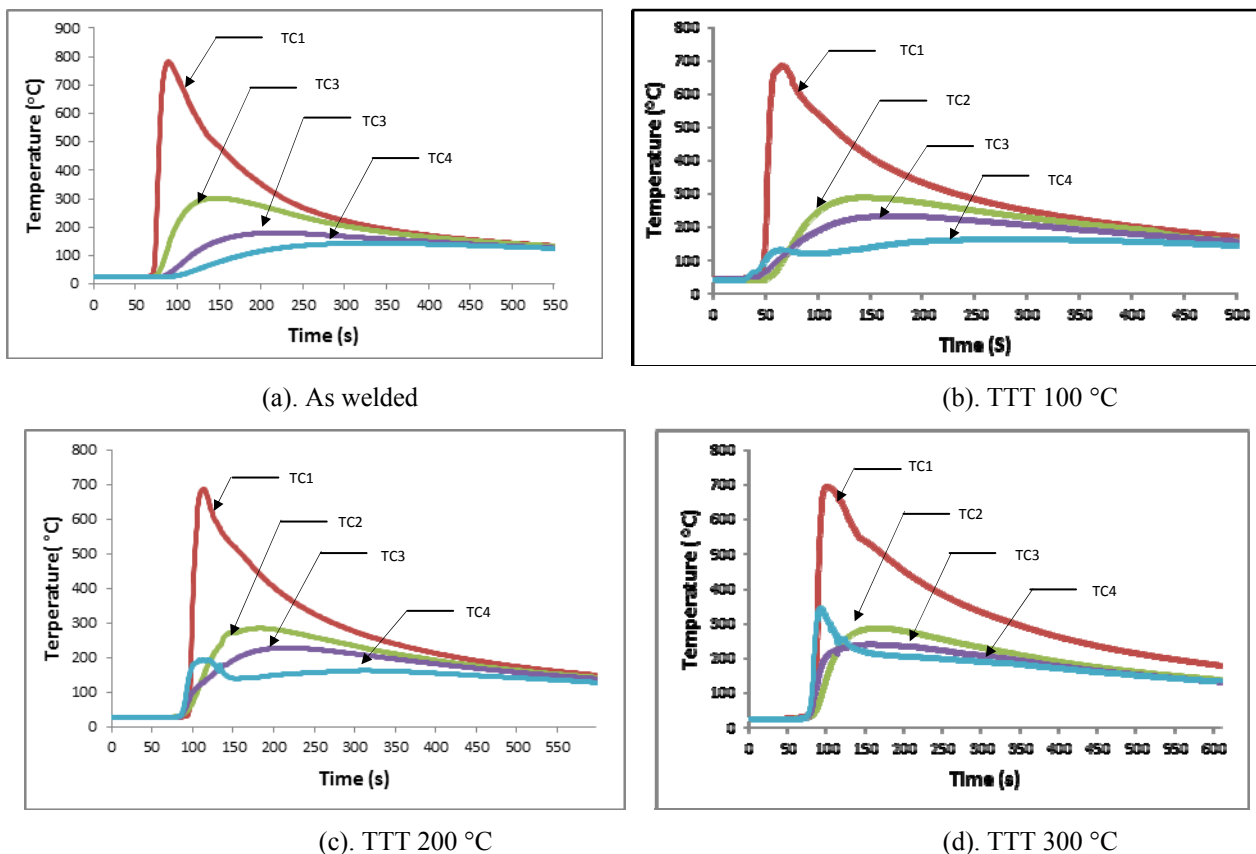 900
800
700
600
500
400
300
200
100
0
Temperature (°C)
TC1
TC3
TC3
TC4
0 50 100 150 200 250 300 350 400 450 500 550
Time (s)
(a). As welded
800
700
600
500
400
300
200
100
0
Temperature (°C)
TC1
TC2
TC3
TC4
0 50 100 150 200 250 300 350 400 450 500
Time (S)
(b). TTT 100 °C
800
700
600
500
400
300
200
100
0
Terperature( °C)
TC1
TC2
TC3
TC4
0 50 100 150 200 250 300 350 400 450 500 550
Time (s)
(c). TTT 200 °C
800
700
600
500
400
300
200
100
0
Temperature ( °C)
TC1
TC2
TC3
TC4
0 50 100 150 200 250 300 350 400 450 500 550 600
Time (s)
(d). TTT 300 °C